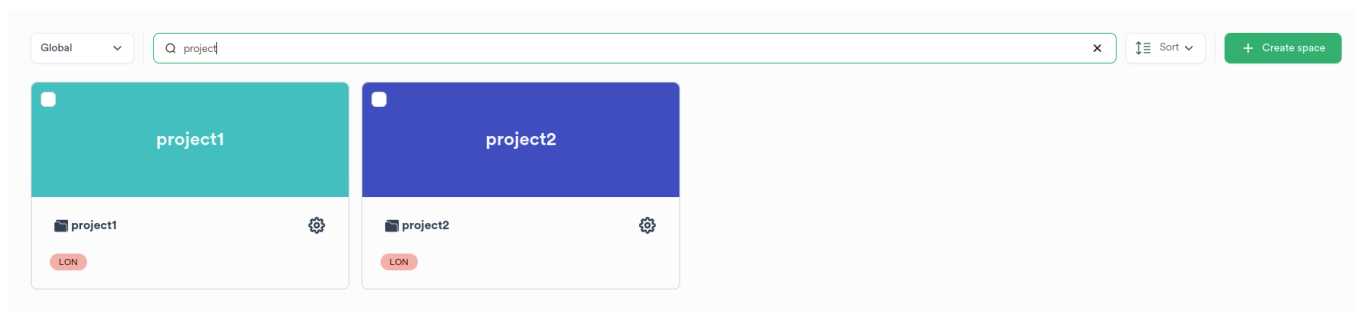 Global
project
Sort
+ Create space
project1
project2
project1
project2
LON
LON